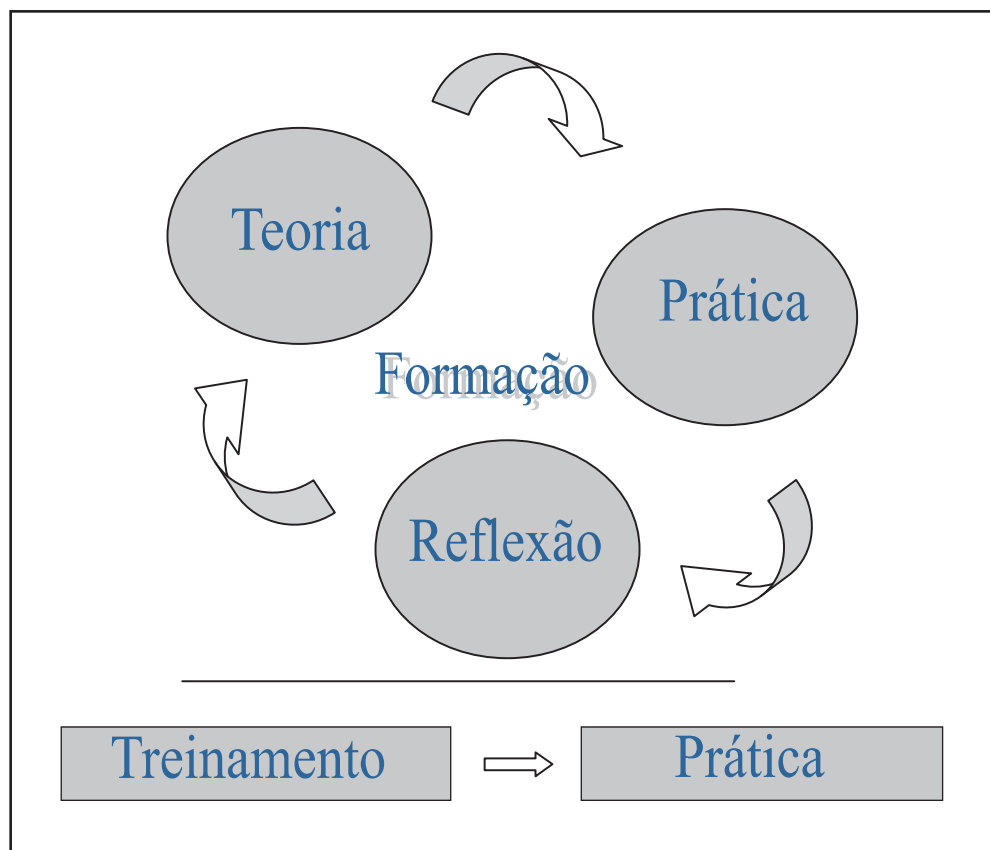 Teoria
Prática
Formação
Reflexão
Treinamento
Prática